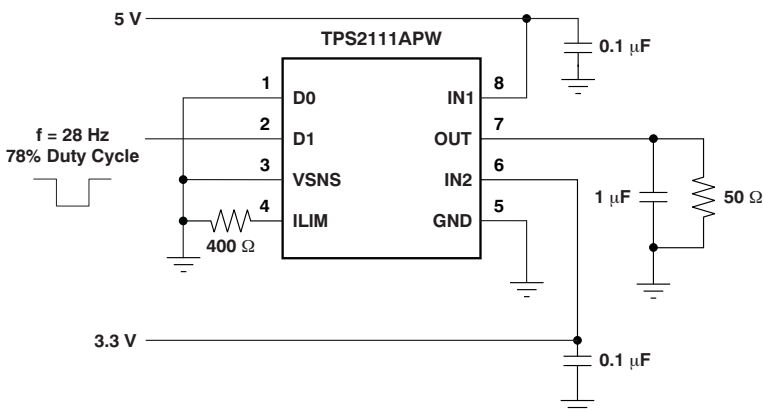 5 V
0.1 μF
TPS2111APW
1
8
D0
IN1
2
7
f = 28 Hz
78% Duty Cycle
D1
OUT
3
6
VSNS
IN2
1 μF
50 Ω
4
5
ILIM
GND
400 Ω
3.3 V
0.1 μF